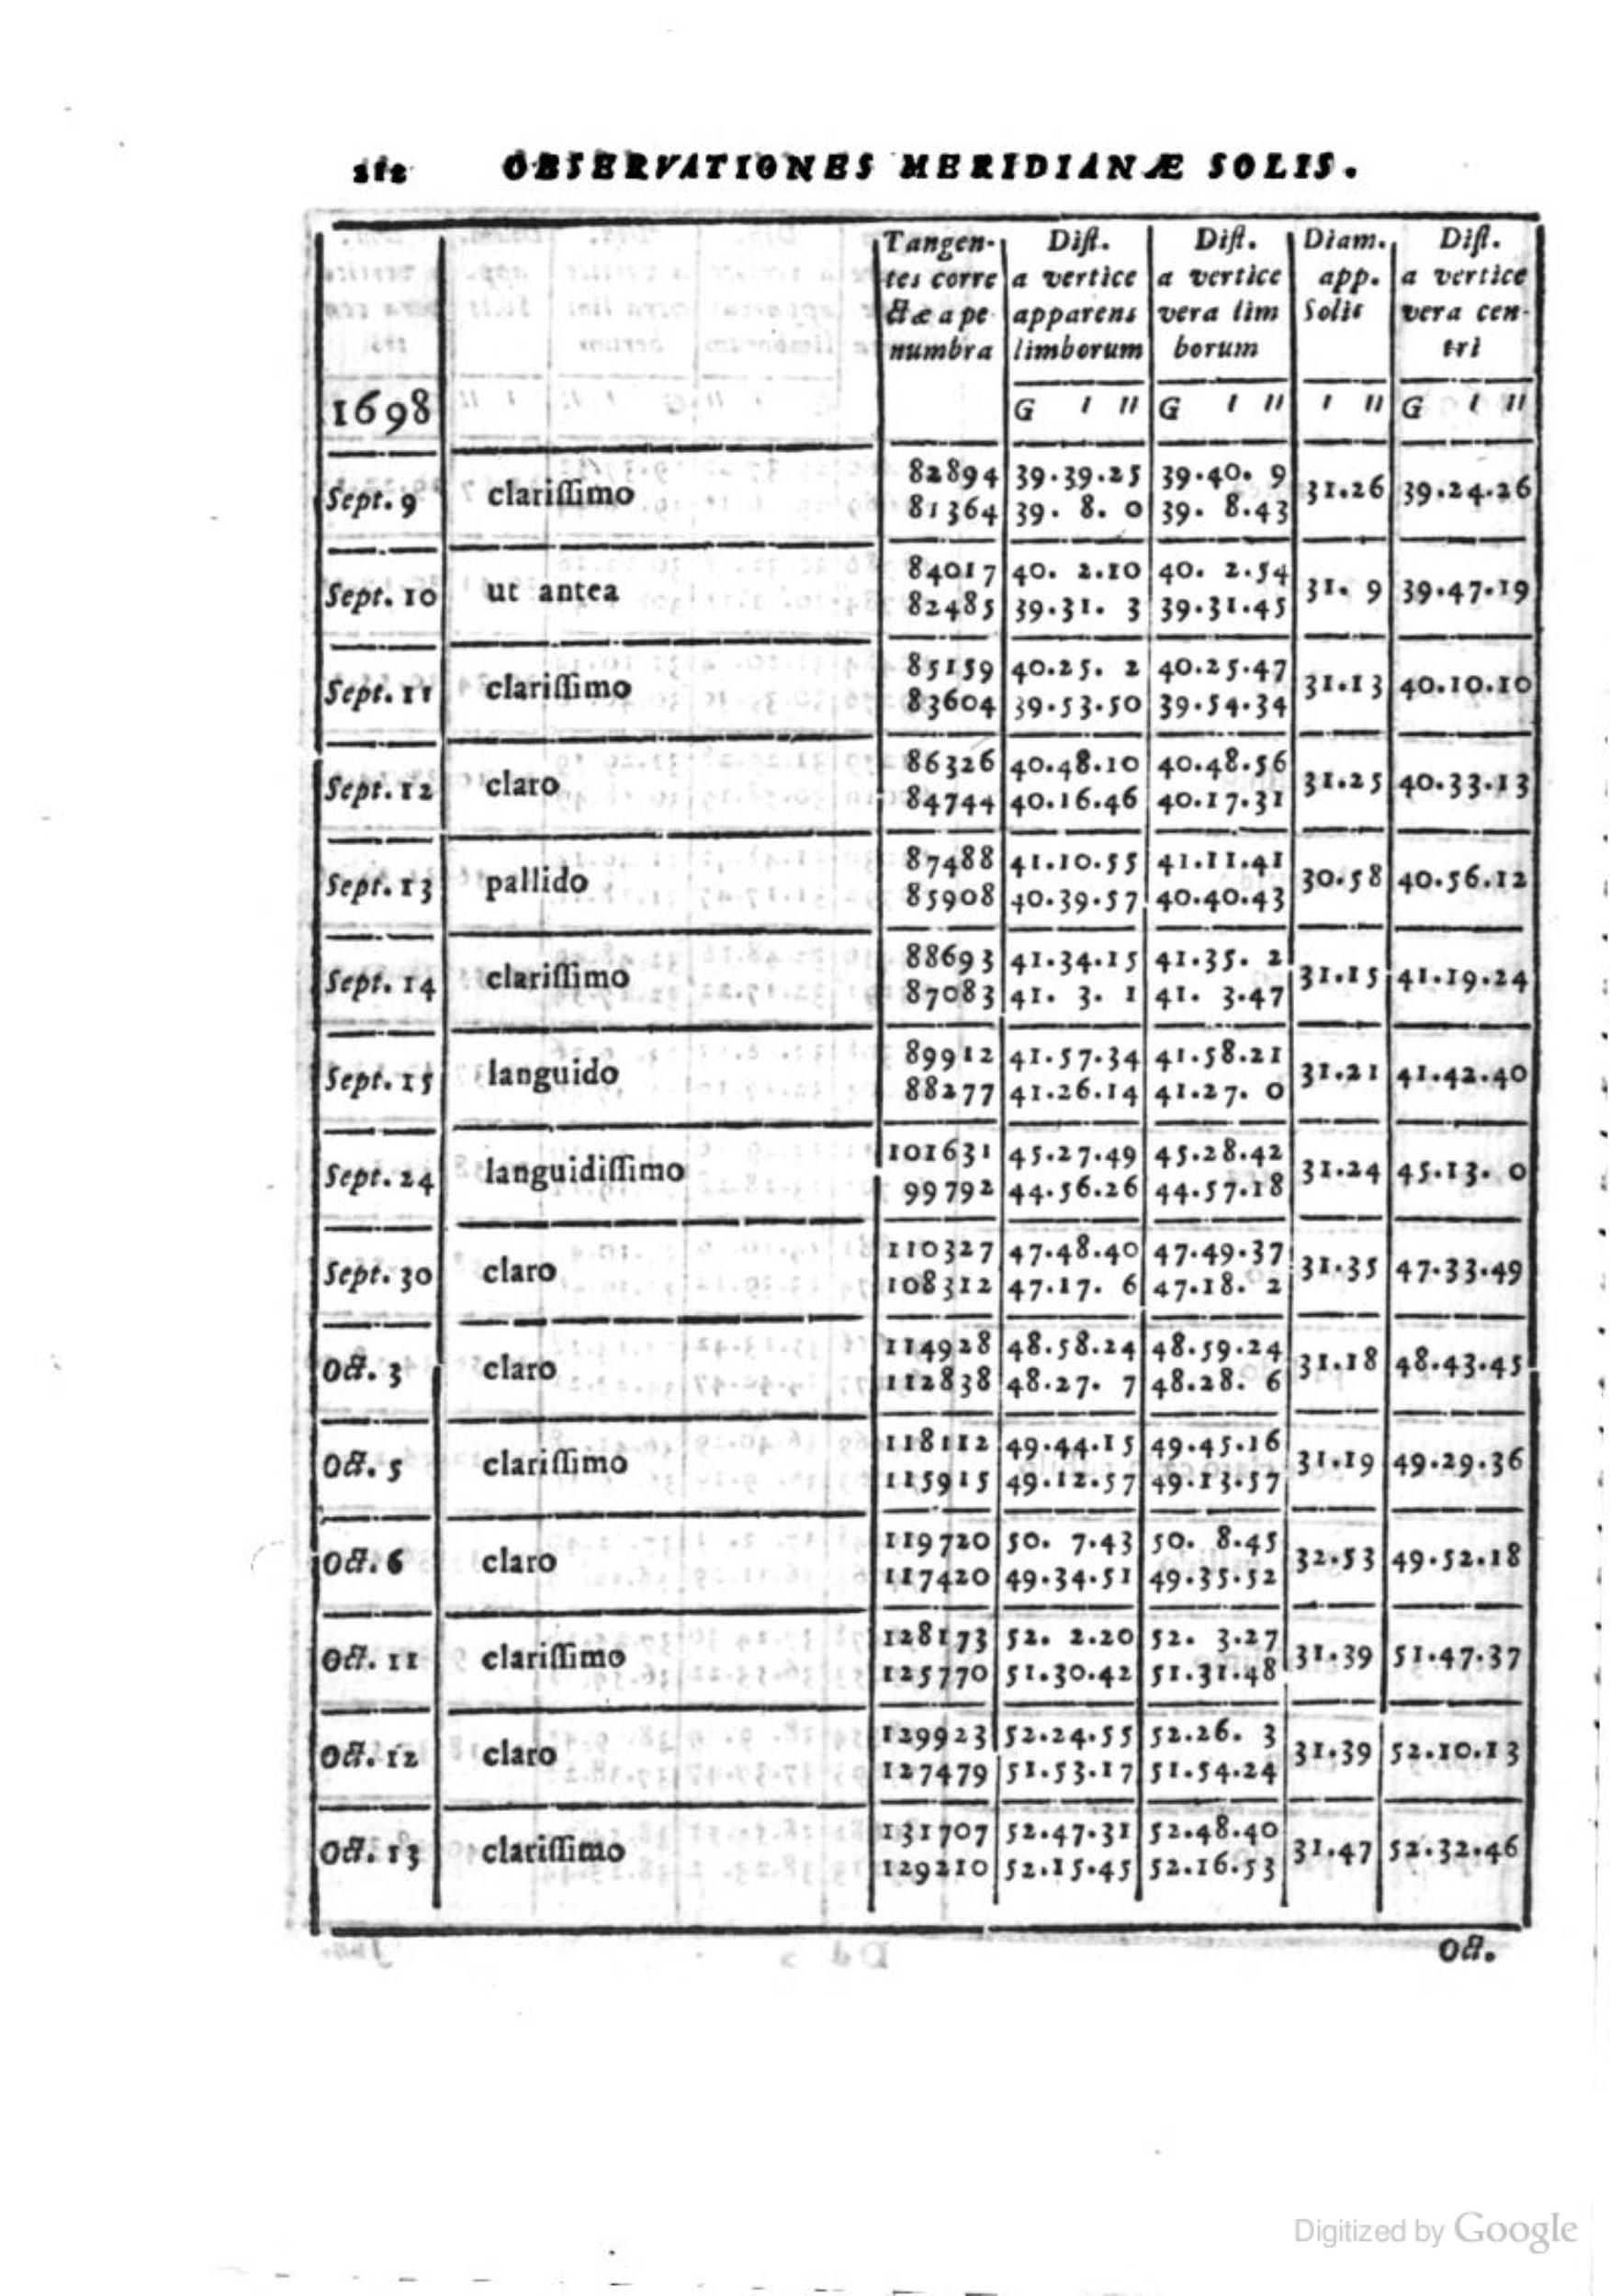 212 OBSERVATIONES MERIDIANÆ SOLIS.
Tangen- Diſt. Diſt. Diam. Diſt.
tes corre a vertice a vertice app. a vertice
ctæ a pe apparens vera lim Solis vera cen-
numbra limborum borum tri
1698 G ı ıı G ı ıı ı ıı G ı ıı
82894 39.39.25 39.40. 9
Sept. 9 clariſſimo 31.26 39.24.26
81364 39. 8. 0 39. 8.43
84017 40. 2.10 40. 2.54
Sept. 10 ut antea 31. 9 39.47.19
82485 39.31. 3 39.31.45
85159 40.25. 2 40.25.47
Sept. 11 clariſſimo 31.13 40.10.10
83604 39.53.50 39.54.34
86326 40.48.10 40.48.56
Sept. 12 claro 31.25 40.33.13
84744 40.16.46 40.17.31
87488 41.10.55 41.11.41
Sept. 13 pallido 30.58 40.56.12
85908 40.39.57 40.40.43
88693 41.34.15 41.35. 2
Sept. 14 clariſſimo 31.15 41.19.24
87083 41. 3. 1 41. 3.47
89912 41.57.34 41.58.21
Sept. 15 languido 31.21 41.42.40
88277 41.26.14 41.27. 0
101631 45.27.49 45.28.42
Sept. 24 languidiſſimo 31.24 45.13. 0
99792 44.56.26 44.57.18
110327 47.48.40 47.49.37
Sept. 30 claro 31.35 47.33.49
108312 47.17. 6 47.18. 2
114928 48.58.24 48.59.24
Oct. 3 claro 31.18 48.43.45
112838 48.27. 7 48.28. 6
118112 49.44.15 49.45.16
Oct. 5 clariſſimo 31.19 49.29.36
115915 49.12.57 49.13.57
119720 50. 7.43 50. 8.45
Oct. 6 claro 32.53 49.52.18
117420 49.34.51 49.35.52
128173 52. 2.20 52. 3.27
Oct. 11 clariſſimo 31.39 51.47.37
125770 51.30.42 51.31.48
129923 52.24.55 52.26. 3
Oct. 12 claro 31.39 52.10.13
127479 51.53.17 51.54.24
131707 52.47.31 52.48.40
Oct. 13 clariſſimo 31.47 52.32.46
129210 52.15.45 52.16.53
Oct.
Digitized by Google